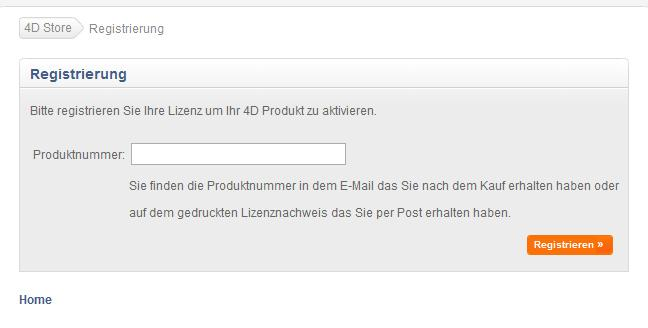 4D Store Registrierung
Registrierung
Bitte registrieren Sie Ihre Lizenz um Ihr 4D Produkt zu aktivieren.
Produktnummer:
Sie finden die Produktnummer in dem E-Mail das Sie nach dem Kauf erhalten haben oder
auf dem gedruckten Lizenznachweis das Sie per Post erhalten haben.
Registrieren »
Home